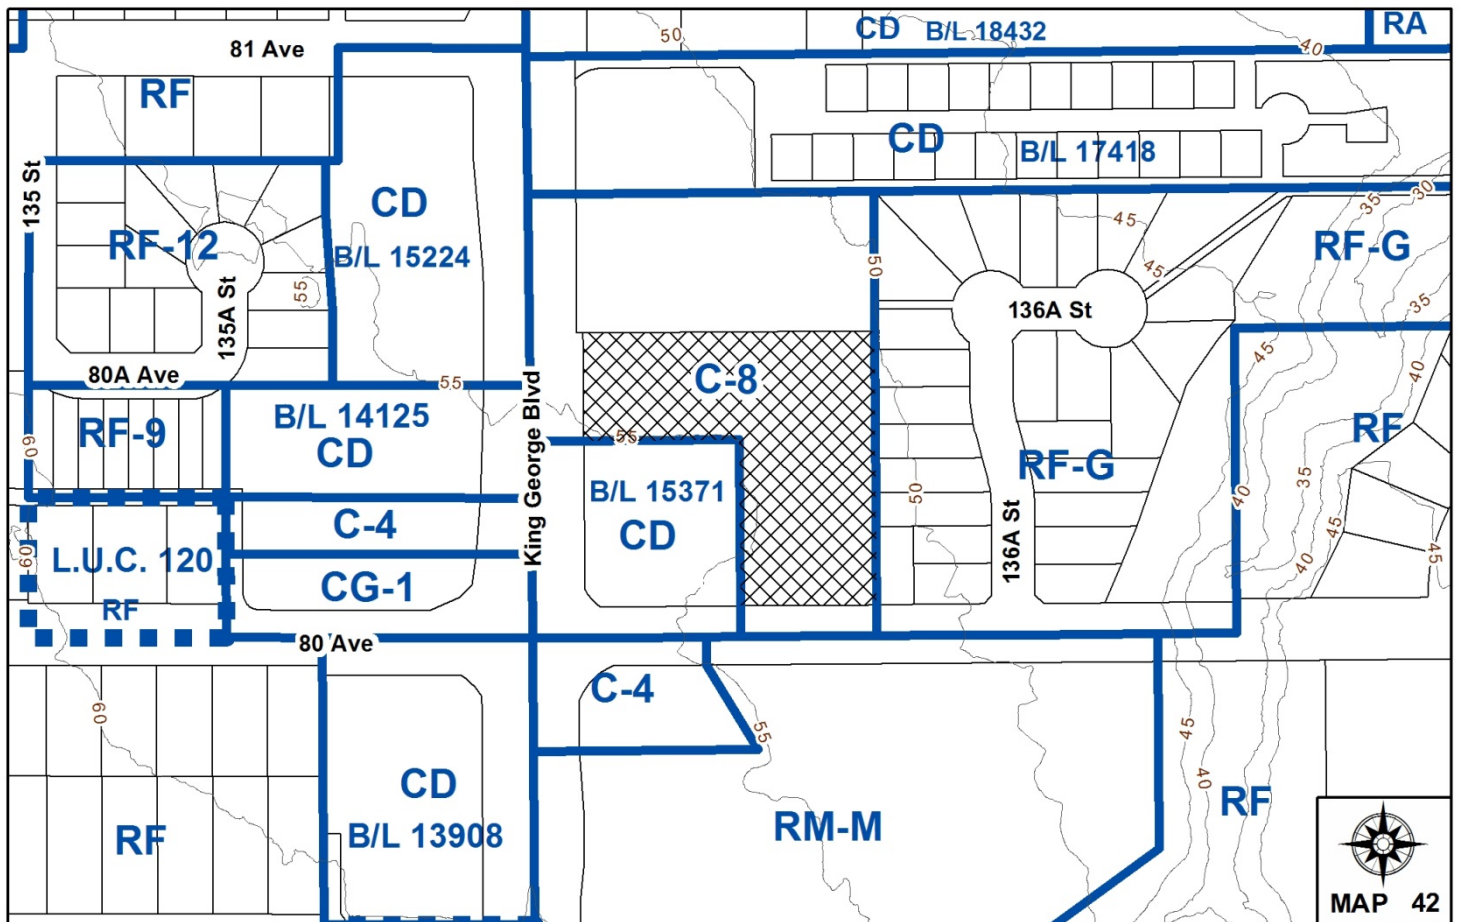 CD B/L 18432
RA
50
40
81 Ave
RF
CD
B/L 17418
135 St
CD
B/L 15224
RF-12
135A St
55
50
45
45
35
30
RF-G
35
136A St
80A Ave
55
King George Blvd
C-8
45
40
RF-9
60
B/L 14125
CD
55
B/L 15371
CD
50
RF-G
136A St
40
35
RF
45
40
45
C-4
L.U.C. 120
60
RF
CG-1
80 Ave
C-4
55
60
CD
B/L 13908
RF
RM-M
45
40
RF
MAP 42